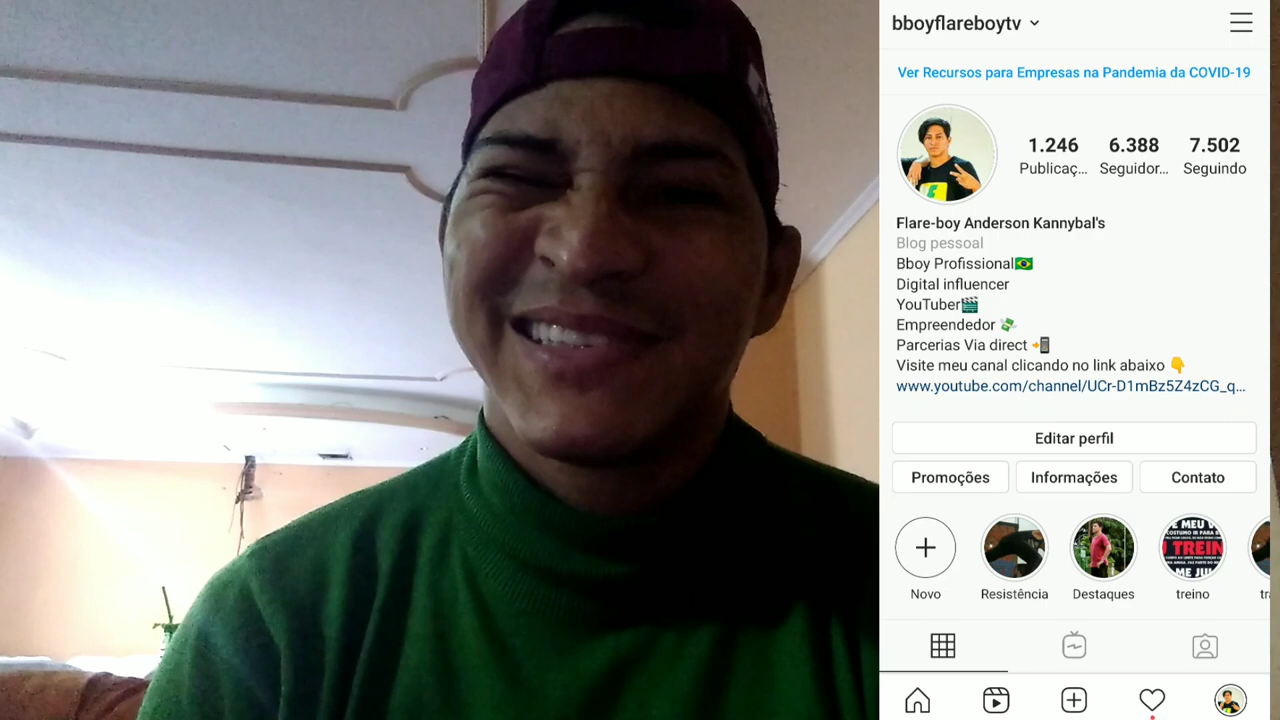 bboyflareboytv
Ver Recursos para Empresas na Pandemia da COVID-19
1.246 6.388 7.502
Publicaç... Seguidor... Seguindo
Flare-boy Anderson Kannybal's
Blog pessoal
Bboy Profissional🇧🇷
Digital influencer
YouTuber🎬
Empreendedor 💸
Parcerias Via direct 📲
Visite meu canal clicando no link abaixo 👇
www.youtube.com/channel/UCr-D1mBz5Z4zCG_q...
Editar perfil
Promoções Informações Contato
TREIN
Novo Resistência Destaques treino